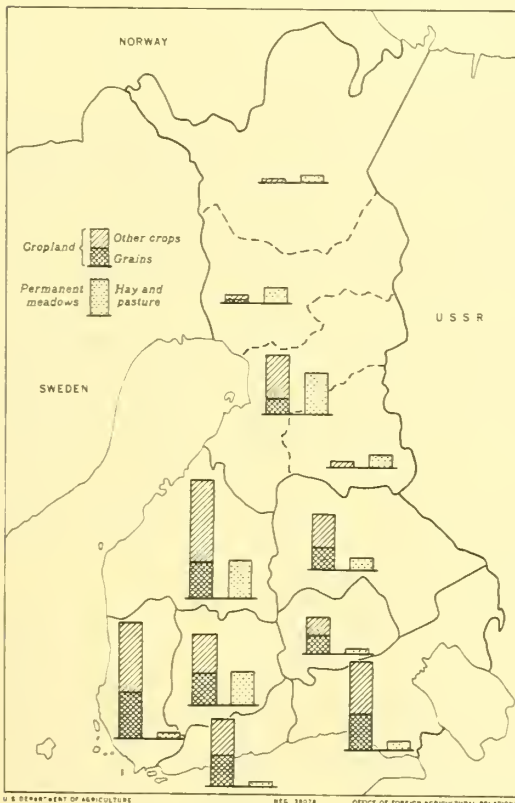 NORWAY
Cropland
Other crops
Grains
Permanent
meadows
Hay and
pasture
USSR
SWEDEN
U S DEPARTMENT OF AGRICULTURE
OFFICE OF FOREIGN AGRICULTURAL RELATIONS